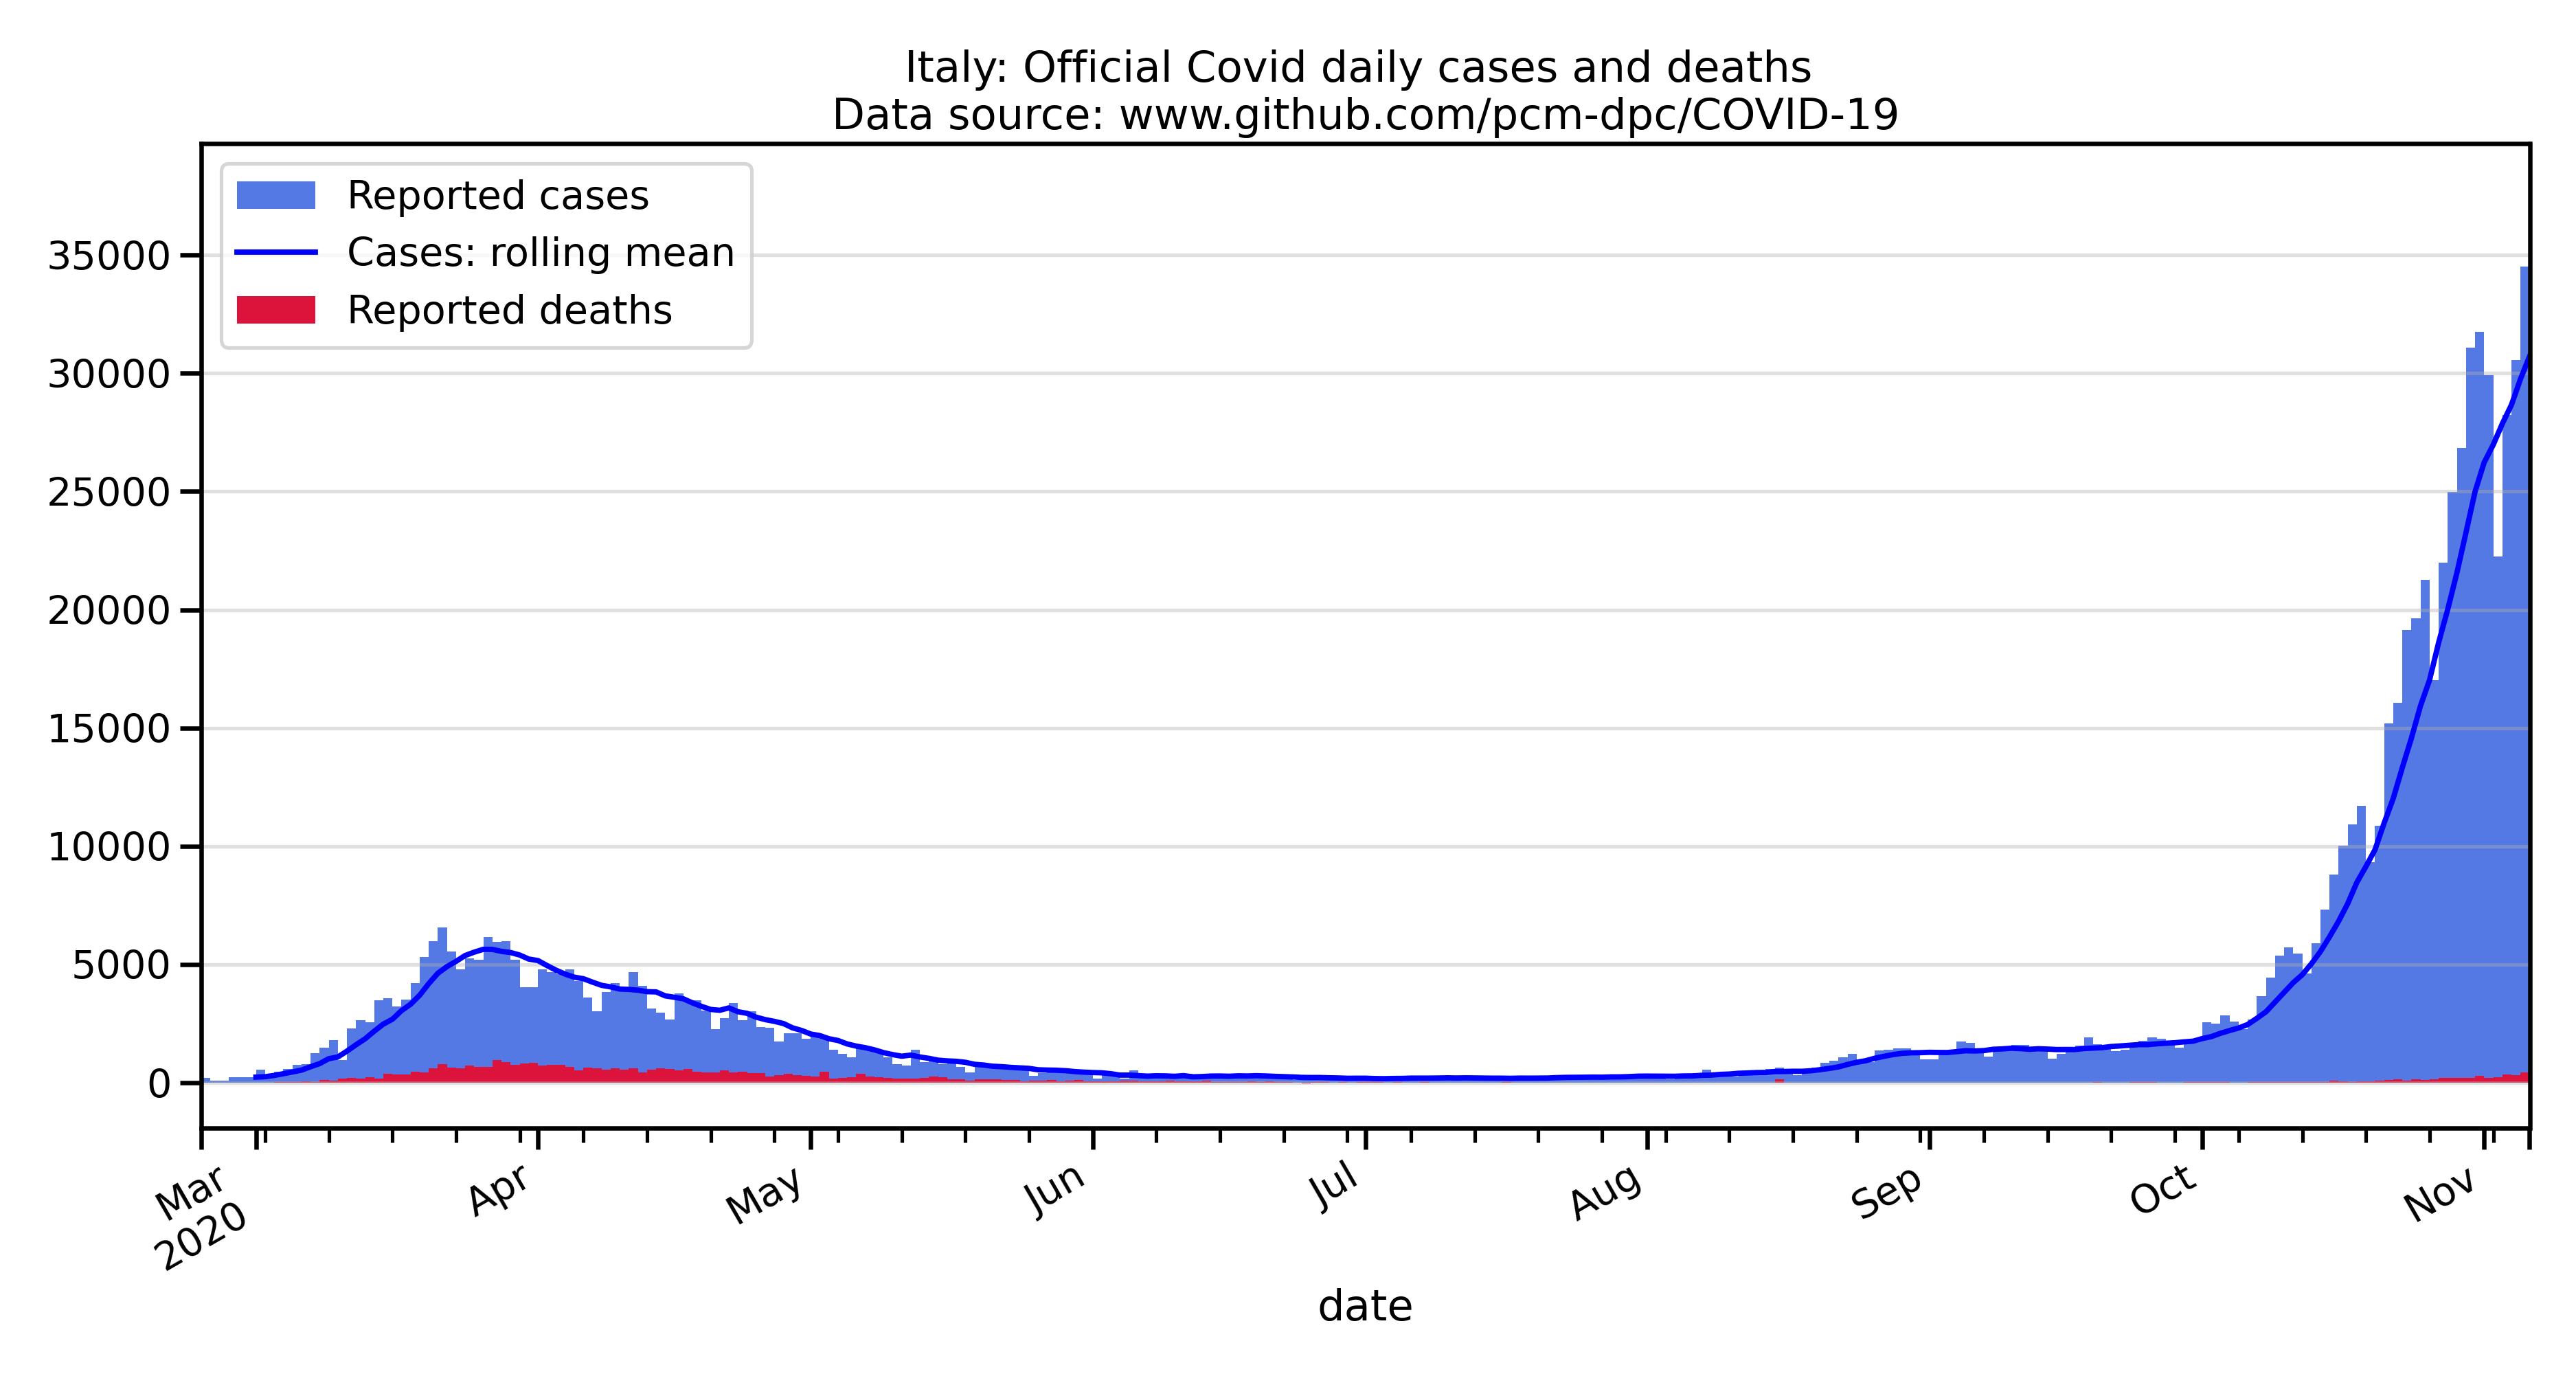 Italy: Official Covid daily cases and deaths
Data source: www.github.com/pcm-dpc/COVID-19
Reported cases
Cases: rolling mean
Reported deaths
35000
30000
25000
20000
15000
10000
5000
0
Mar
2020
Apr
May
Jun
Jul
Aug
Sep
Oct
Nov
date